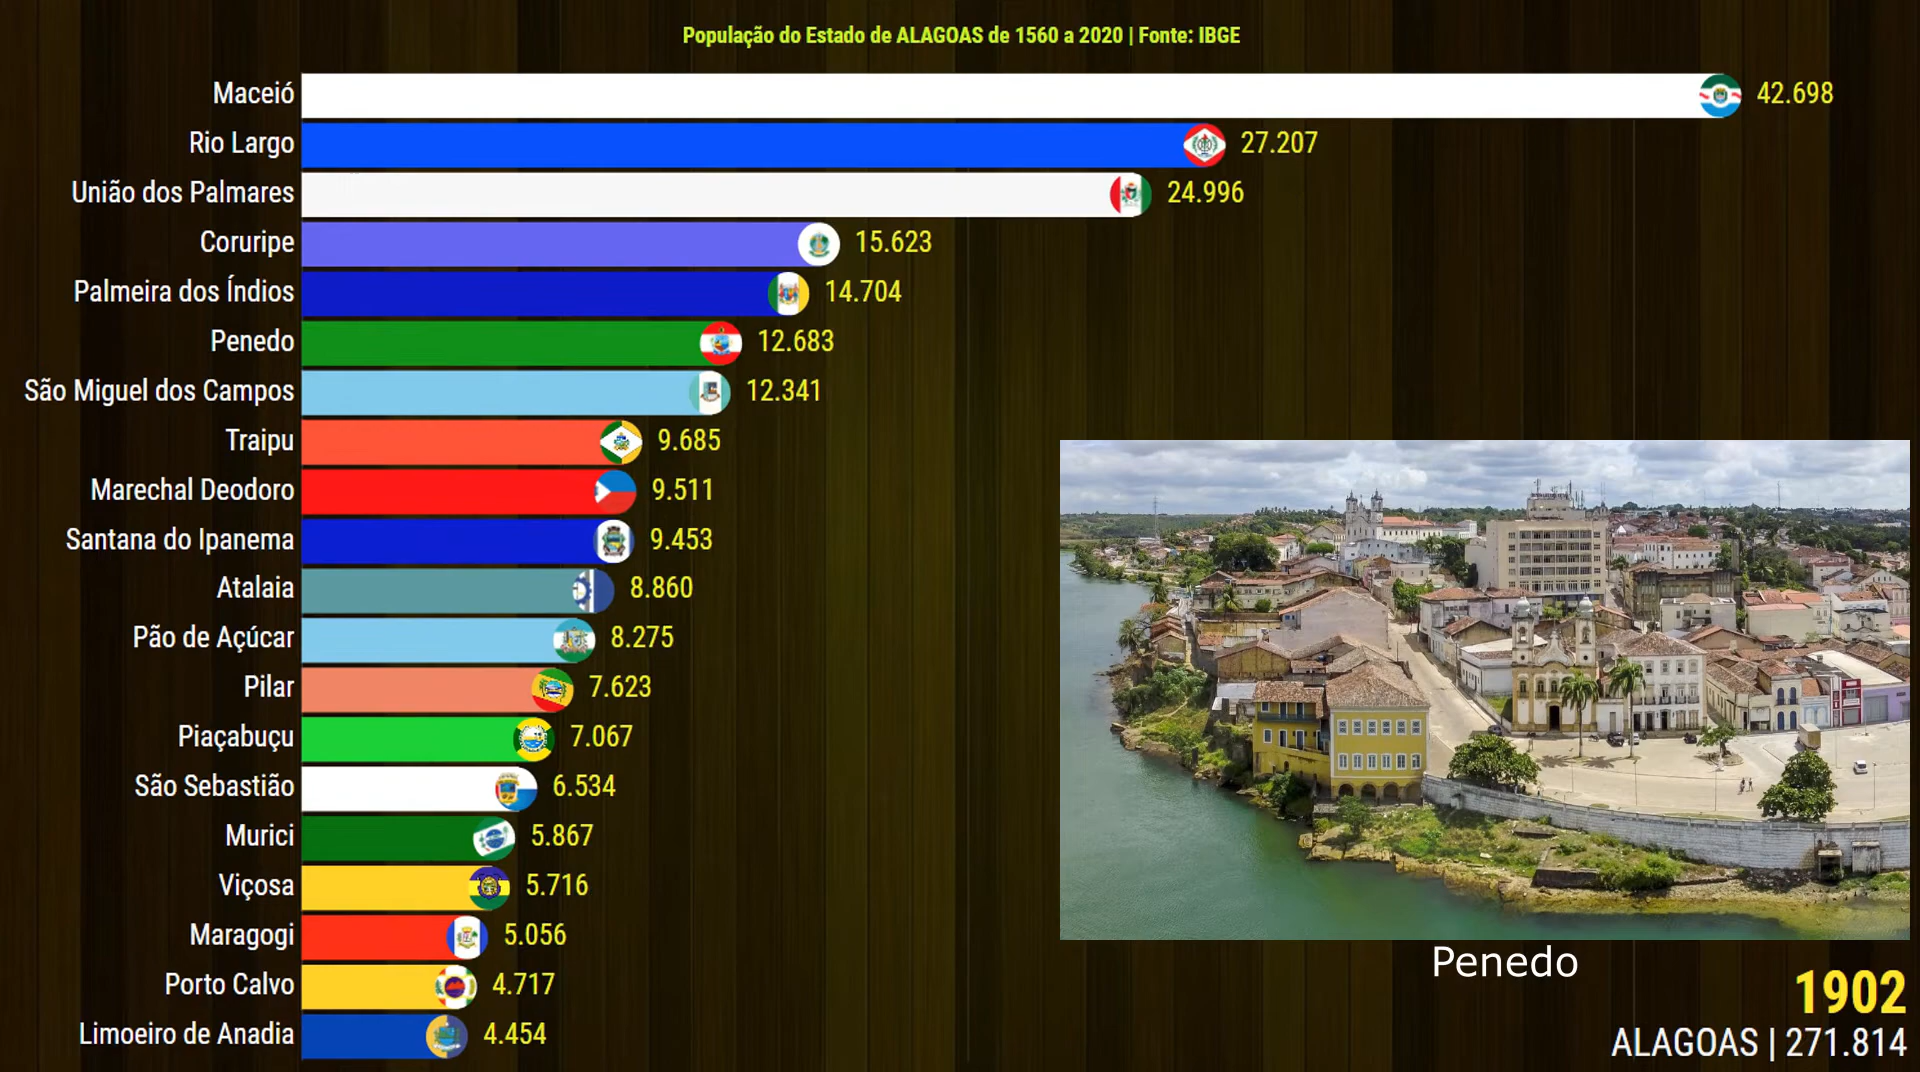 População do Estado de ALAGOAS de 1560 a 2020 | Fonte: IBGE
Maceió 42.698
Rio Largo 27.207
União dos Palmares 24.996
Coruripe 15.623
Palmeira dos Índios 14.704
Penedo 12.683
São Miguel dos Campos 12.341
Traipu 9.685
Marechal Deodoro 9.511
Santana do Ipanema 9.453
Atalaia 8.860
Pão de Açúcar 8.275
Pilar 7.623
Piaçabuçu 7.067
São Sebastião 6.534
Murici 5.867
Viçosa 5.716
Maragogi 5.056
Porto Calvo 4.717
Limoeiro de Anadia 4.454
Penedo
1902
ALAGOAS | 271.814